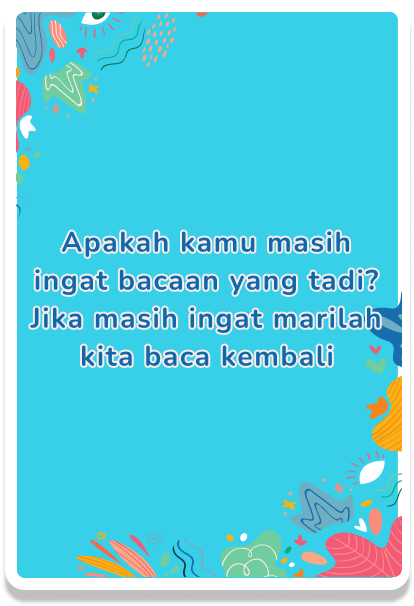 Apakah kamu masih
ingat bacaan yang tadi?
Jika masih ingat marilah
kita baca kembali